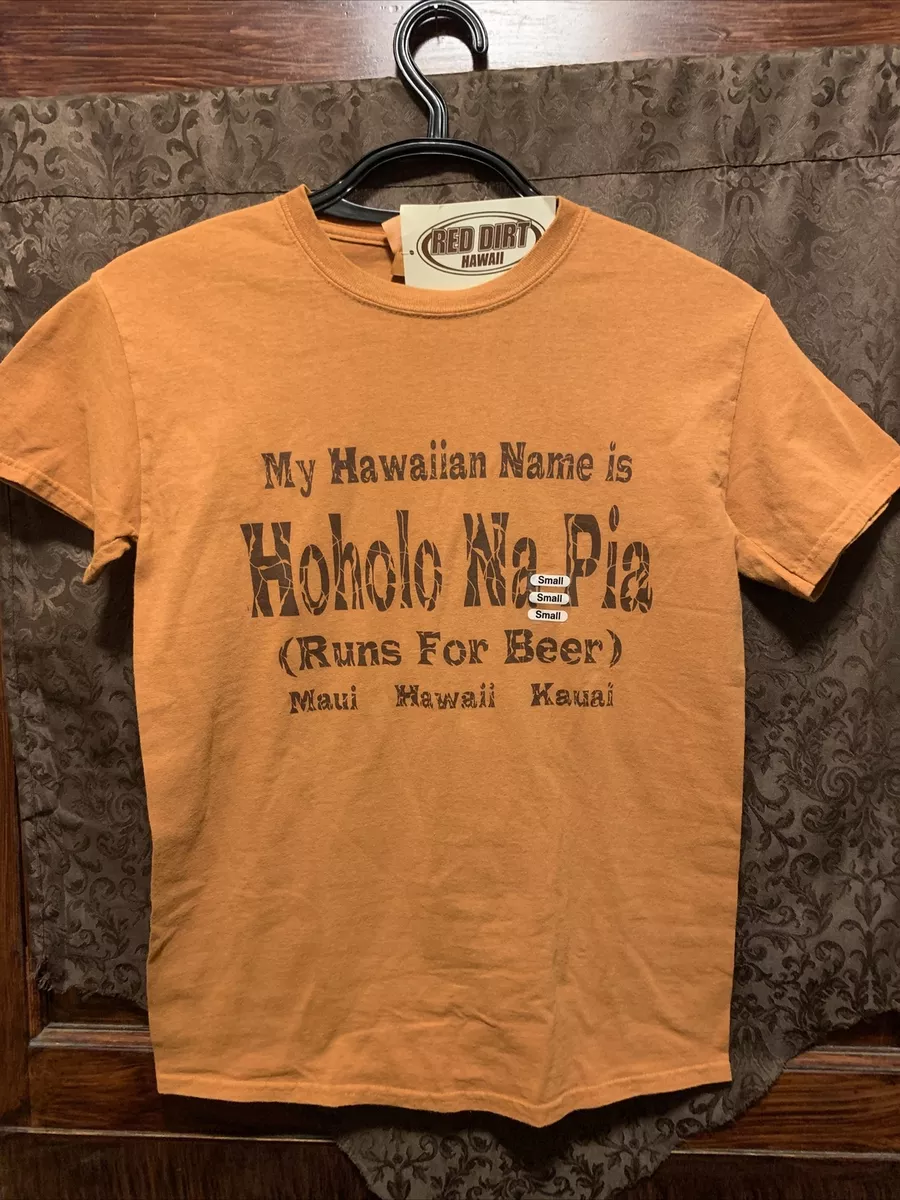 RED DIRT
HAWAII
My Hawaiian Name is
Hoholo Na Pia
Small
Small
Small
(Runs For Beer)
Maui Hawaii Kauai